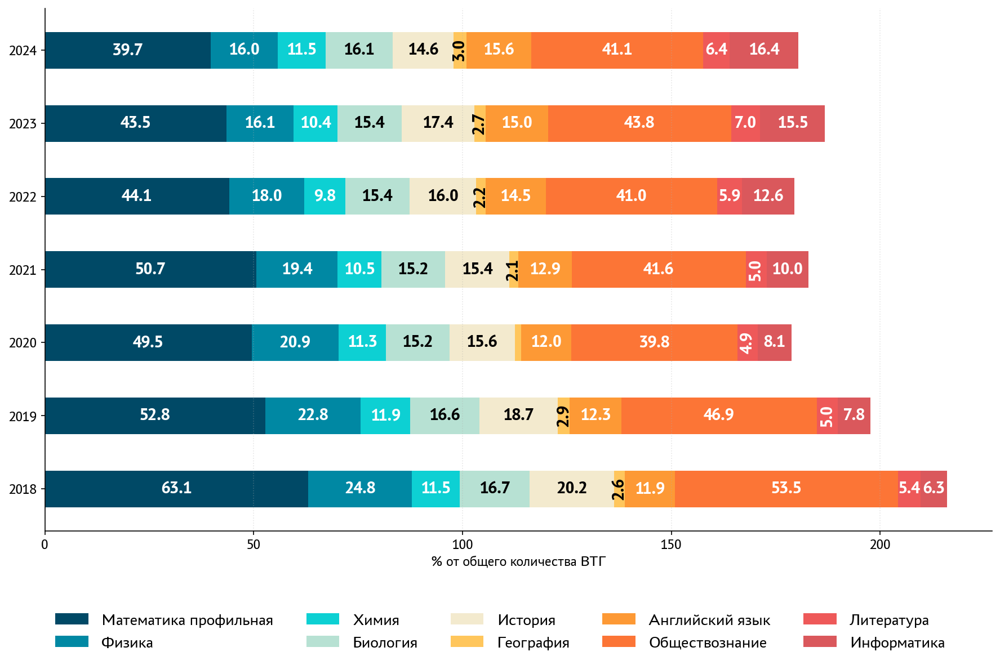 2024 39.7 16.0 11.5 16.1 14.6 3.0 15.6 41.1 6.4 16.4
2023 43.5 16.1 10.4 15.4 17.4 2.7 15.0 43.8 7.0 15.5
2022 44.1 18.0 9.8 15.4 16.0 2.2 14.5 41.0 5.9 12.6
2021 50.7 19.4 10.5 15.2 15.4 2.1 12.9 41.6 5.0 10.0
2020 49.5 20.9 11.3 15.2 15.6 12.0 39.8 4.9 8.1
2019 52.8 22.8 11.9 16.6 18.7 2.9 12.3 46.9 5.0 7.8
2018 63.1 24.8 11.5 16.7 20.2 2.6 11.9 53.5 5.4 6.3
0 50 100 150 200
% от общего количества ВТГ
Математика профильная Химия История Английский язык Литература
Физика Биология География Обществознание Информатика